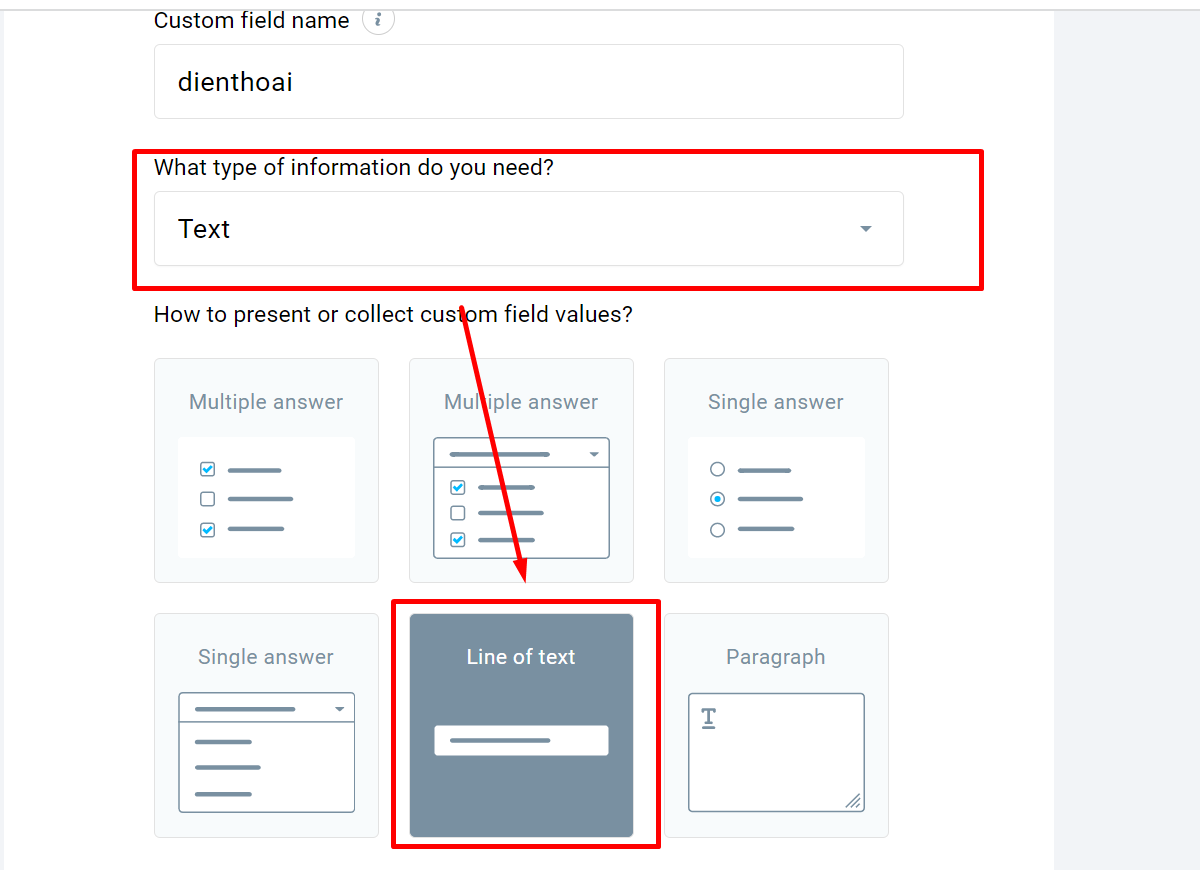 Custom field name i
dienthoai
What type of information do you need?
Text
How to present or collect custom field values?
Multiple answer
Multiple answer
Single answer
Single answer
Line of text
Paragraph
T